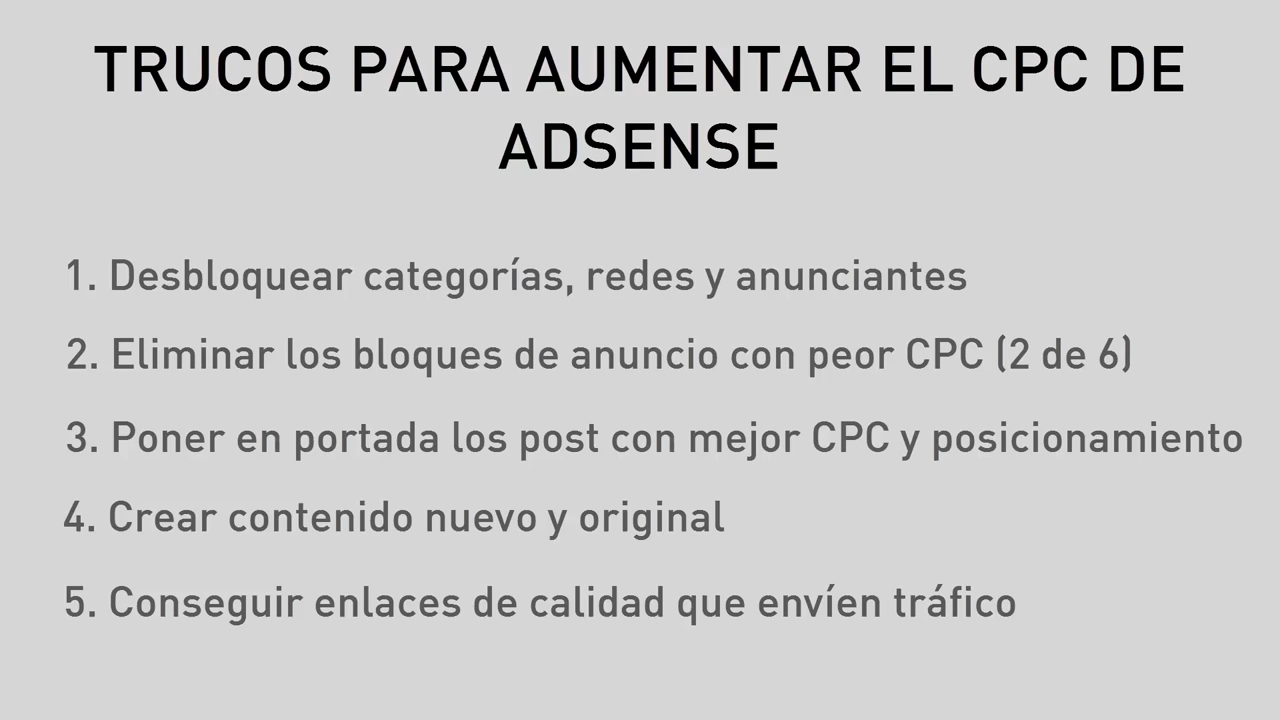 TRUCOS PARA AUMENTAR EL CPC DE
ADSENSE
1. Desbloquear categorías, redes y anunciantes
2. Eliminar los bloques de anuncio con peor CPC (2 de 6)
3. Poner en portada los post con mejor CPC y posicionamiento
4. Crear contenido nuevo y original
5. Conseguir enlaces de calidad que envíen tráfico